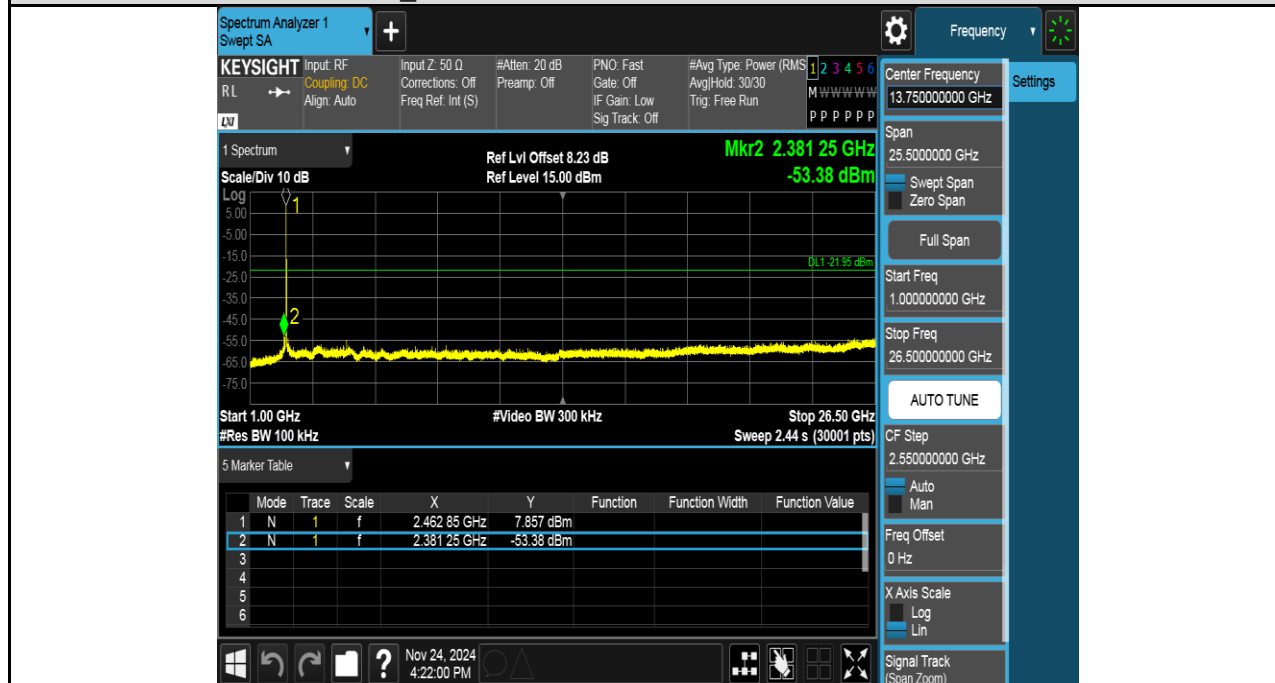 Spectrum Analyzer 1
Swept SA
+
Frequency
KEYSIGHT
RL
LXI
Input: RF
Coupling: DC
Align: Auto
Input Z: 50 Ω
Corrections: Off
Freq Ref: Int (S)
#Atten: 20 dB
Preamp: Off
PNO: Fast
Gate: Off
IF Gain: Low
Sig Track: Off
#Avg Type: Power (RMS
Avg|Hold: 30/30
Trig: Free Run
1 2 3 4 5 6
M W W W W W
P P P P P P
1 Spectrum
Scale/Div 10 dB
Ref Lvl Offset 8.23 dB
Ref Level 15.00 dBm
Mkr2 2.381 25 GHz
-53.38 dBm
Log
1
5.00
-5.00
-15.0
DL1 -21.95 dBm
-25.0
-35.0
-45.0
2
-55.0
-65.0
-75.0
Start 1.00 GHz
#Video BW 300 kHz
Stop 26.50 GHz
#Res BW 100 kHz
Sweep 2.44 s (30001 pts)
5 Marker Table
Mode Trace Scale X Y Function Function Width Function Value
1 N 1 f 2.462 85 GHz 7.857 dBm
2 N 1 f 2.381 25 GHz -53.38 dBm
3
4
5
6
?
Nov 24, 2024
4:22:00 PM
Center Frequency
13.750000000 GHz
Settings
Span
25.5000000 GHz
Swept Span
Zero Span
Full Span
Start Freq
1.000000000 GHz
Stop Freq
26.500000000 GHz
AUTO TUNE
CF Step
2.550000000 GHz
Auto
Man
Freq Offset
0 Hz
X Axis Scale
Log
Lin
Signal Track
(Span Zoom)